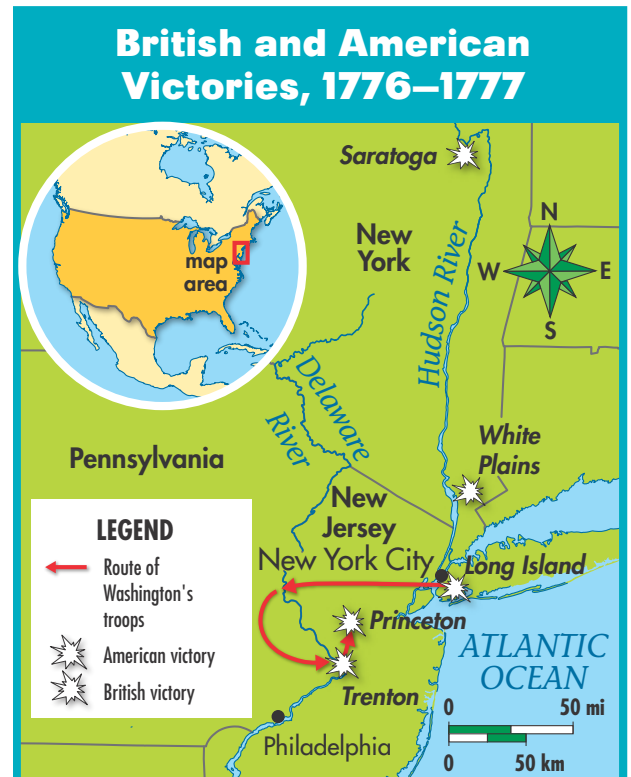 British and American
Victories, 1776–1777
Saratoga
New
York
map
area
N
W
E
S
Hudson River
Delaware
River
White
Plains
Pennsylvania
New
Jersey
New York City
Long Island
LEGEND
Route of
Washington's
troops
American victory
British victory
Princeton
ATLANTIC
OCEAN
Trenton
0
50 mi
Philadelphia
0
50 km